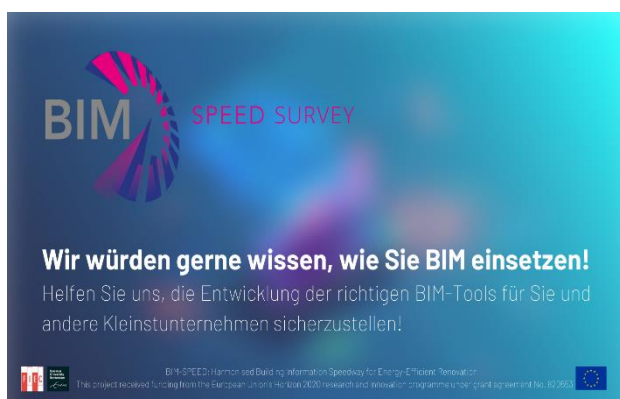 BIM
SPEED SURVEY
Wir würden gerne wissen, wie Sie BIM einsetzen!
Helfen Sie uns, die Entwicklung der richtigen BIM-Tools für Sie und
andere Kleinstunternehmen sicherzustellen!
BIM-SPEED: Harmonised Building Information Speedway for Energy-Efficient Renovation
This project received funding from the European Union's Horizon 2020 research and innovation programme under grant agreement No.